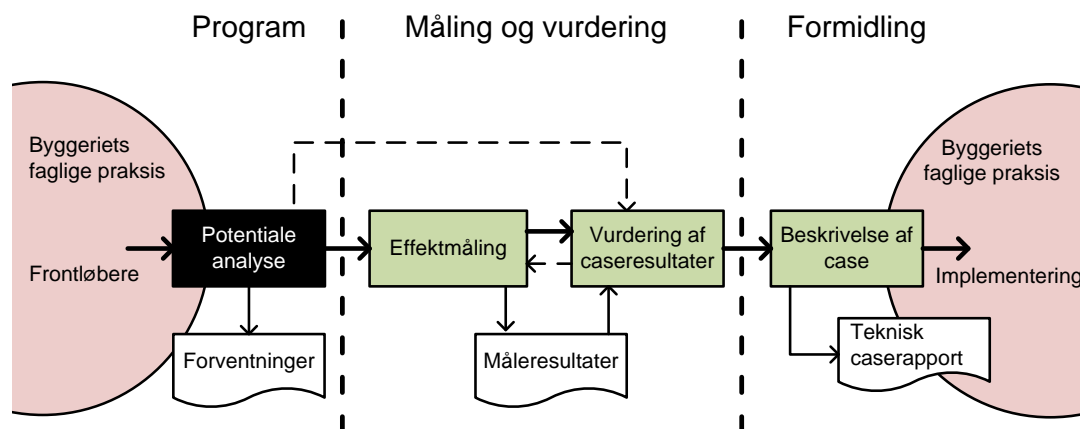 Program
Måling og vurdering
Formidling
Byggeriets
faglige praksis
Frontløbere
Potentiale
analyse
Forventninger
Effektmåling
Vurdering af
caseresultater
Måleresultater
Beskrivelse af
case
Teknisk
caserapport
Byggeriets
faglige praksis
Implementering